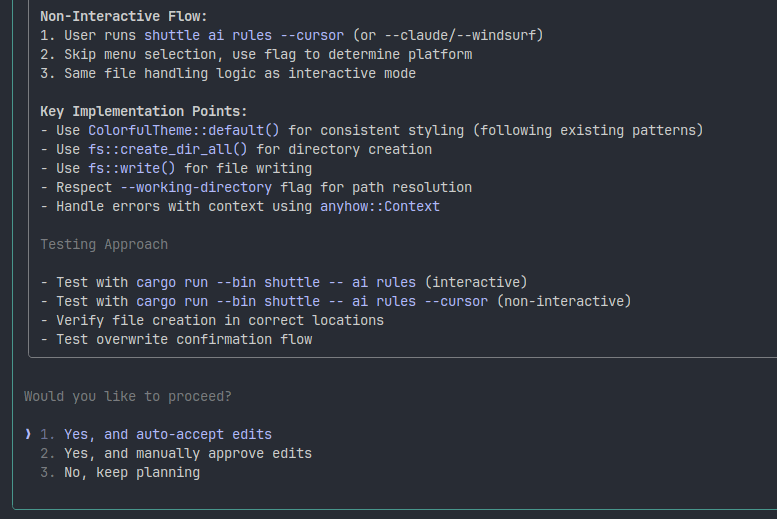 Non-Interactive Flow:
1. User runs shuttle ai rules --cursor (or --claude/--windsurf)
2. Skip menu selection, use flag to determine platform
3. Same file handling logic as interactive mode
Key Implementation Points:
- Use ColorfulTheme::default() for consistent styling (following existing patterns)
- Use fs::create_dir_all() for directory creation
- Use fs::write() for file writing
- Respect --working-directory flag for path resolution
- Handle errors with context using anyhow::Context
Testing Approach
- Test with cargo run --bin shuttle -- ai rules (interactive)
- Test with cargo run --bin shuttle -- ai rules --cursor (non-interactive)
- Verify file creation in correct locations
- Test overwrite confirmation flow
Would you like to proceed?
❯ 1. Yes, and auto-accept edits
2. Yes, and manually approve edits
3. No, keep planning